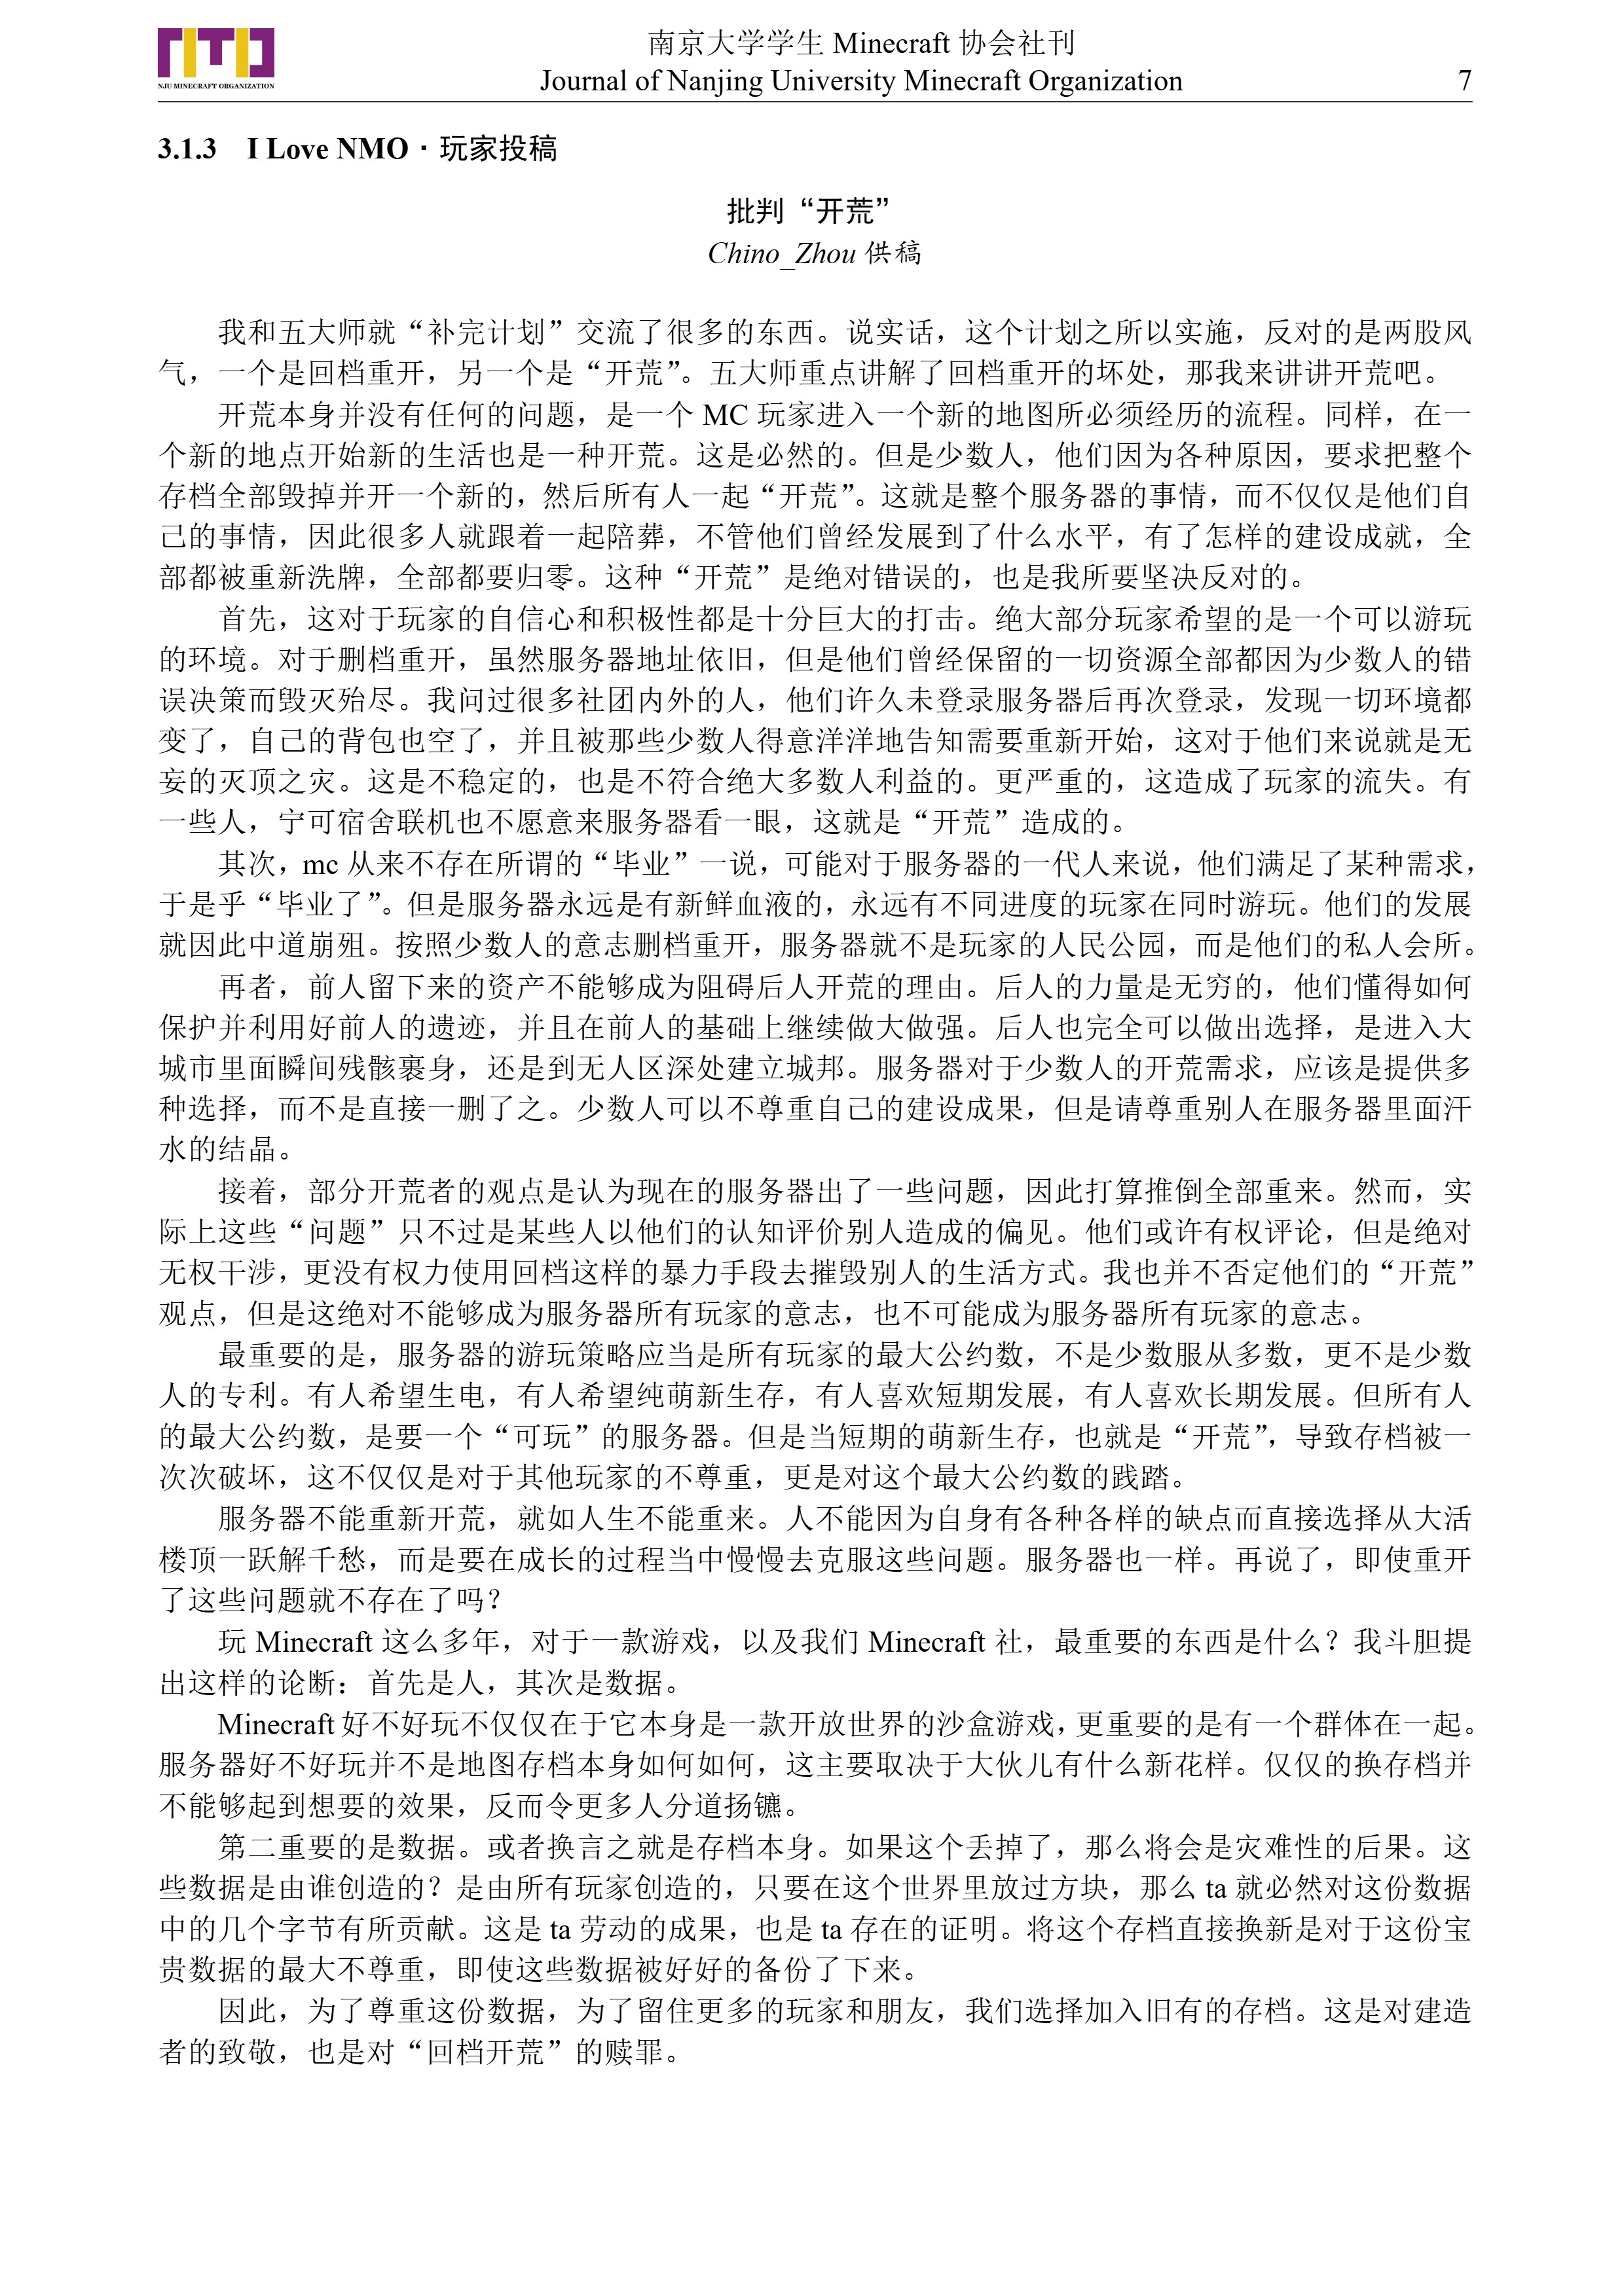 NJU MINECRAFT ORGANIZATION
南京大学学生 Minecraft 协会社刊
Journal of Nanjing University Minecraft Organization
7
3.1.3 I Love NMO · 玩家投稿
批判“开荒”
Chino_Zhou 供稿
我和五大师就“补完计划”交流了很多的东西。说实话，这个计划之所以实施，反对的是两股风
气，一个是回档重开，另一个是“开荒”。五大师重点讲解了回档重开的坏处，那我来讲讲开荒吧。
开荒本身并没有任何的问题，是一个 MC 玩家进入一个新的地图所必须经历的流程。同样，在一
个新的地点开始新的生活也是一种开荒。这是必然的。但是少数人，他们因为各种原因，要求把整个
存档全部毁掉并开一个新的，然后所有人一起“开荒”。这就是整个服务器的事情，而不仅仅是他们自
己的事情，因此很多人就跟着一起陪葬，不管他们曾经发展到了什么水平，有了怎样的建设成就，全
部都被重新洗牌，全部都要归零。这种“开荒”是绝对错误的，也是我所要坚决反对的。
首先，这对于玩家的自信心和积极性都是十分巨大的打击。绝大部分玩家希望的是一个可以游玩
的环境。对于删档重开，虽然服务器地址依旧，但是他们曾经保留的一切资源全部都因为少数人的错
误决策而毁灭殆尽。我问过很多社团内外的人，他们许久未登录服务器后再次登录，发现一切环境都
变了，自己的背包也空了，并且被那些少数人得意洋洋地告知需要重新开始，这对于他们来说就是无
妄的灭顶之灾。这是不稳定的，也是不符合绝大多数人利益的。更严重的，这造成了玩家的流失。有
一些人，宁可宿舍联机也不愿意来服务器看一眼，这就是“开荒”造成的。
其次，mc 从来不存在所谓的“毕业”一说，可能对于服务器的一代人来说，他们满足了某种需求，
于是乎“毕业了”。但是服务器永远是有新鲜血液的，永远有不同进度的玩家在同时游玩。他们的发展
就因此中道崩殂。按照少数人的意志删档重开，服务器就不是玩家的人民公园，而是他们的私人会所。
再者，前人留下来的资产不能够成为阻碍后人开荒的理由。后人的力量是无穷的，他们懂得如何
保护并利用好前人的遗迹，并且在前人的基础上继续做大做强。后人也完全可以做出选择，是进入大
城市里面瞬间残骸裹身，还是到无人区深处建立城邦。服务器对于少数人的开荒需求，应该是提供多
种选择，而不是直接一删了之。少数人可以不尊重自己的建设成果，但是请尊重别人在服务器里面汗
水的结晶。
接着，部分开荒者的观点是认为现在的服务器出了一些问题，因此打算推倒全部重来。然而，实
际上这些“问题”只不过是某些人以他们的认知评价别人造成的偏见。他们或许有权评论，但是绝对
无权干涉，更没有权力使用回档这样的暴力手段去摧毁别人的生活方式。我也并不否定他们的“开荒”
观点，但是这绝对不能够成为服务器所有玩家的意志，也不可能成为服务器所有玩家的意志。
最重要的是，服务器的游玩策略应当是所有玩家的最大公约数，不是少数服从多数，更不是少数
人的专利。有人希望生电，有人希望纯萌新生存，有人喜欢短期发展，有人喜欢长期发展。但所有人
的最大公约数，是要一个“可玩”的服务器。但是当短期的萌新生存，也就是“开荒”，导致存档被一
次次破坏，这不仅仅是对于其他玩家的不尊重，更是对这个最大公约数的践踏。
服务器不能重新开荒，就如人生不能重来。人不能因为自身有各种各样的缺点而直接选择从大活
楼顶一跃解千愁，而是要在成长的过程当中慢慢去克服这些问题。服务器也一样。再说了，即使重开
了这些问题就不存在了吗？
玩 Minecraft 这么多年，对于一款游戏，以及我们 Minecraft 社，最重要的东西是什么？我斗胆提
出这样的论断：首先是人，其次是数据。
Minecraft 好不好玩不仅仅在于它本身是一款开放世界的沙盒游戏，更重要的是有一个群体在一起。
服务器好不好玩并不是地图存档本身如何如何，这主要取决于大伙儿有什么新花样。仅仅的换存档并
不能够起到想要的效果，反而令更多人分道扬镳。
第二重要的是数据。或者换言之就是存档本身。如果这个丢掉了，那么将会是灾难性的后果。这
些数据是由谁创造的？是由所有玩家创造的，只要在这个世界里放过方块，那么 ta 就必然对这份数据
中的几个字节有所贡献。这是 ta 劳动的成果，也是 ta 存在的证明。将这个存档直接换新是对于这份宝
贵数据的最大不尊重，即使这些数据被好好的备份了下来。
因此，为了尊重这份数据，为了留住更多的玩家和朋友，我们选择加入旧有的存档。这是对建造
者的致敬，也是对“回档开荒”的赎罪。